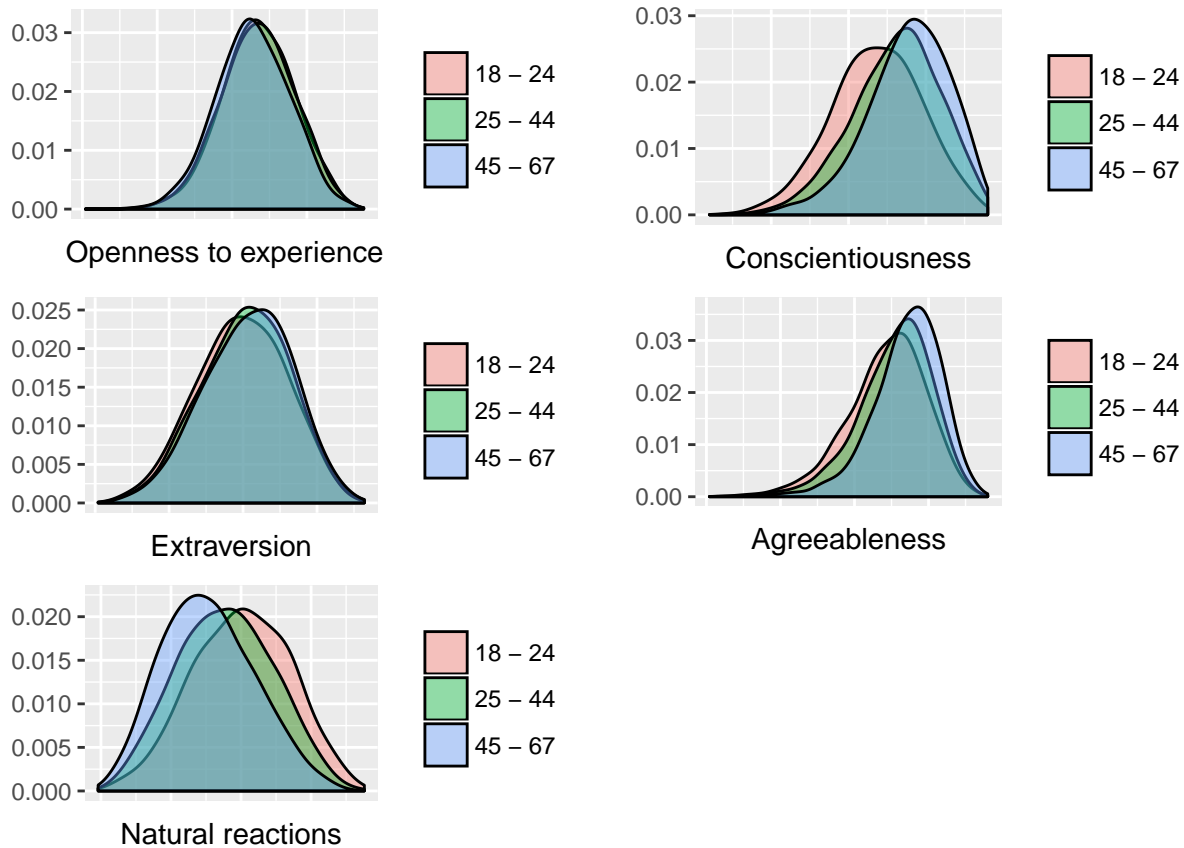 0.03
0.02
0.01
0.00
18 – 24
25 – 44
45 – 67
Openness to experience
0.03
0.02
0.01
0.00
18 – 24
25 – 44
45 – 67
Conscientiousness
0.025
0.020
0.015
0.010
0.005
0.000
18 – 24
25 – 44
45 – 67
Extraversion
0.03
0.02
0.01
0.00
18 – 24
25 – 44
45 – 67
Agreeableness
0.020
0.015
0.010
0.005
0.000
18 – 24
25 – 44
45 – 67
Natural reactions